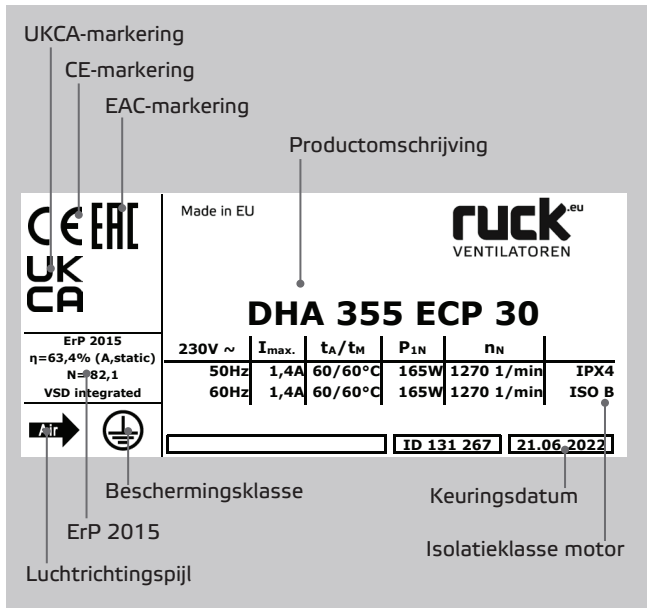 UKCA-markering
CE-markering
EAC-markering
Productomschrijving
CE EAC
UK
CA
Made in EU
ruck.eu
VENTILATOREN
DHA 355 ECP 30
ErP 2015
η=63,4% (A,static)
N= 82,1
VSD integrated
230V ~ Imax. tA/tM P1N nN
50Hz 1,4A 60/60°C 165W 1270 1/min IPX4
60Hz 1,4A 60/60°C 165W 1270 1/min ISO B
Air
ID 131 267 21.06.2022
Beschermingsklasse
Keuringsdatum
ErP 2015
Isolatieklasse motor
Luchtrichtingspijl